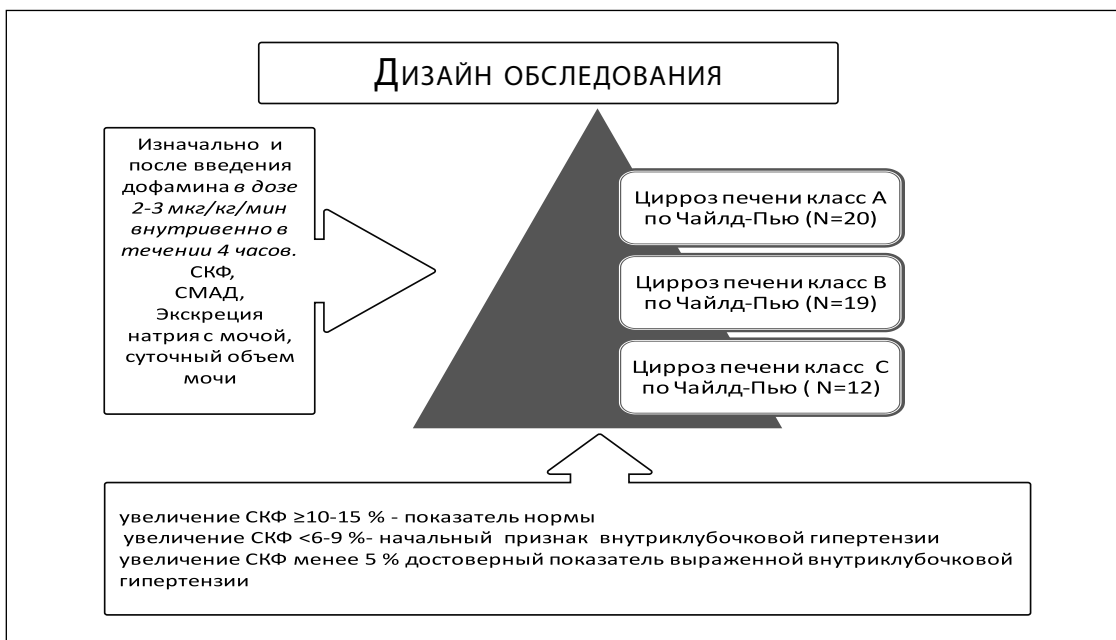 Дизайн обследования
Изначально и
после введения
дофамина в дозе
2-3 мкг/кг/мин
внутривенно в
течении 4 часов.
СКФ,
СМАД,
Экскреция
натрия с мочой,
суточный объем
мочи
Цирроз печени класс А
по Чайлд-Пью (N=20)
Цирроз печени класс В
по Чайлд-Пью (N=19)
Цирроз печени класс С
по Чайлд-Пью ( N=12)
увеличение СКФ ≥10-15 % - показатель нормы
увеличение СКФ <6-9 %- начальный признак внутриклубочковой гипертензии
увеличение СКФ менее 5 % достоверный показатель выраженной внутриклубочковой
гипертензии